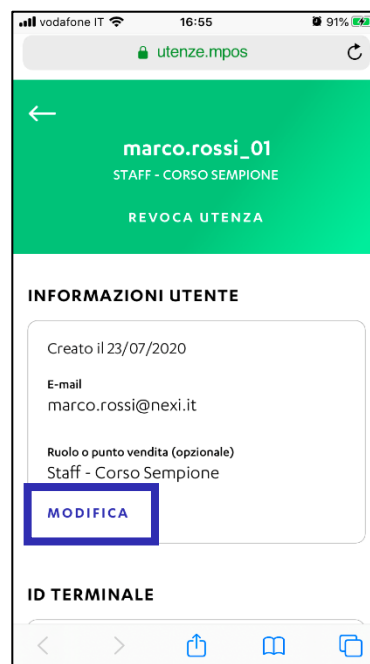 vodafone IT 16:55 91%
utenze.mpos
marco.rossi_01
STAFF - CORSO SEMPIONE
REVOCA UTENZA
INFORMAZIONI UTENTE
Creato il 23/07/2020
E-mail
marco.rossi@nexi.it
Ruolo o punto vendita (opzionale)
Staff - Corso Sempione
MODIFICA
ID TERMINALE